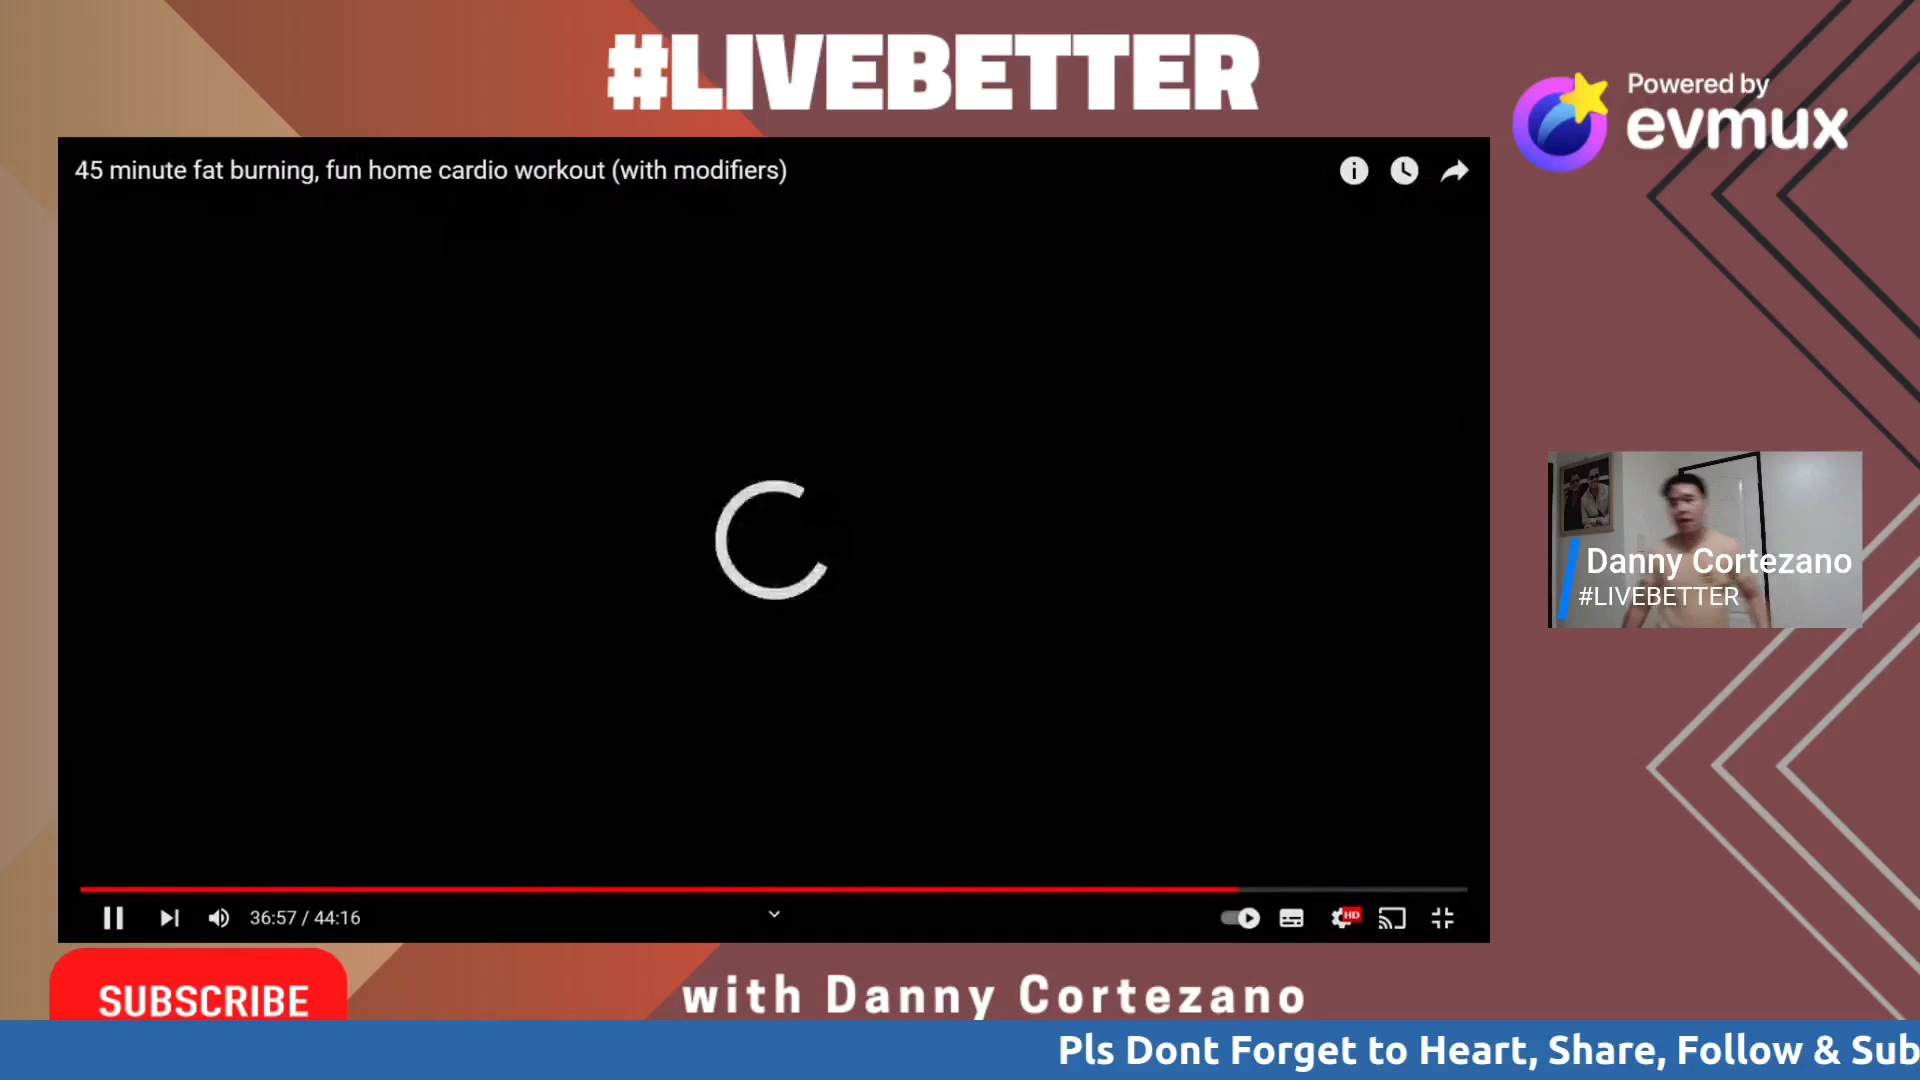 #LIVEBETTER
Powered by
evmux
45 minute fat burning, fun home cardio workout (with modifiers)
Danny Cortezano
#LIVEBETTER
36:57 / 44:16
HD
SUBSCRIBE
with Danny Cortezano
Pls Dont Forget to Heart, Share, Follow & Sub